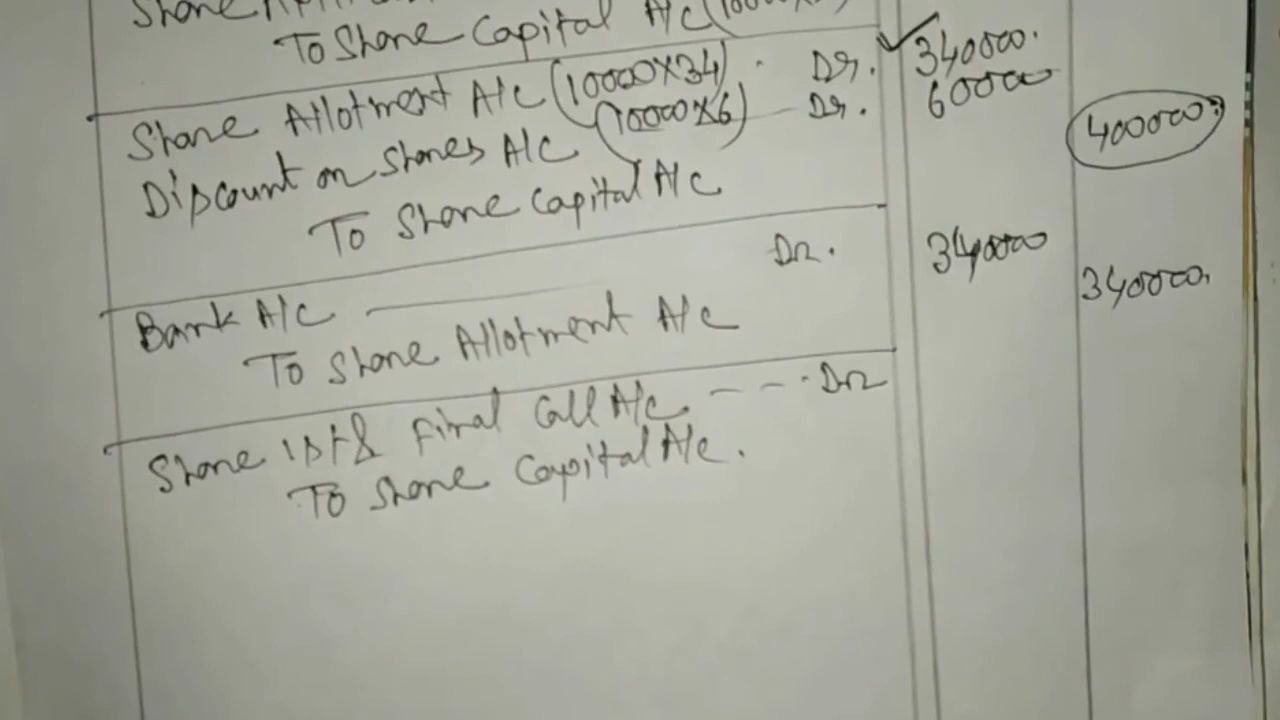 To Share Capital A/c (10000
Share Allotment A/c (10000X34) Dr. 340000.
Discount on Shares A/c (10000X6) Dr. 60000
To Share Capital A/c 400000
Bank A/c Dr. 340000
To Share Allotment A/c 340000.
Share 1st & Final Call A/c - - - Dr
To Share Capital A/c.